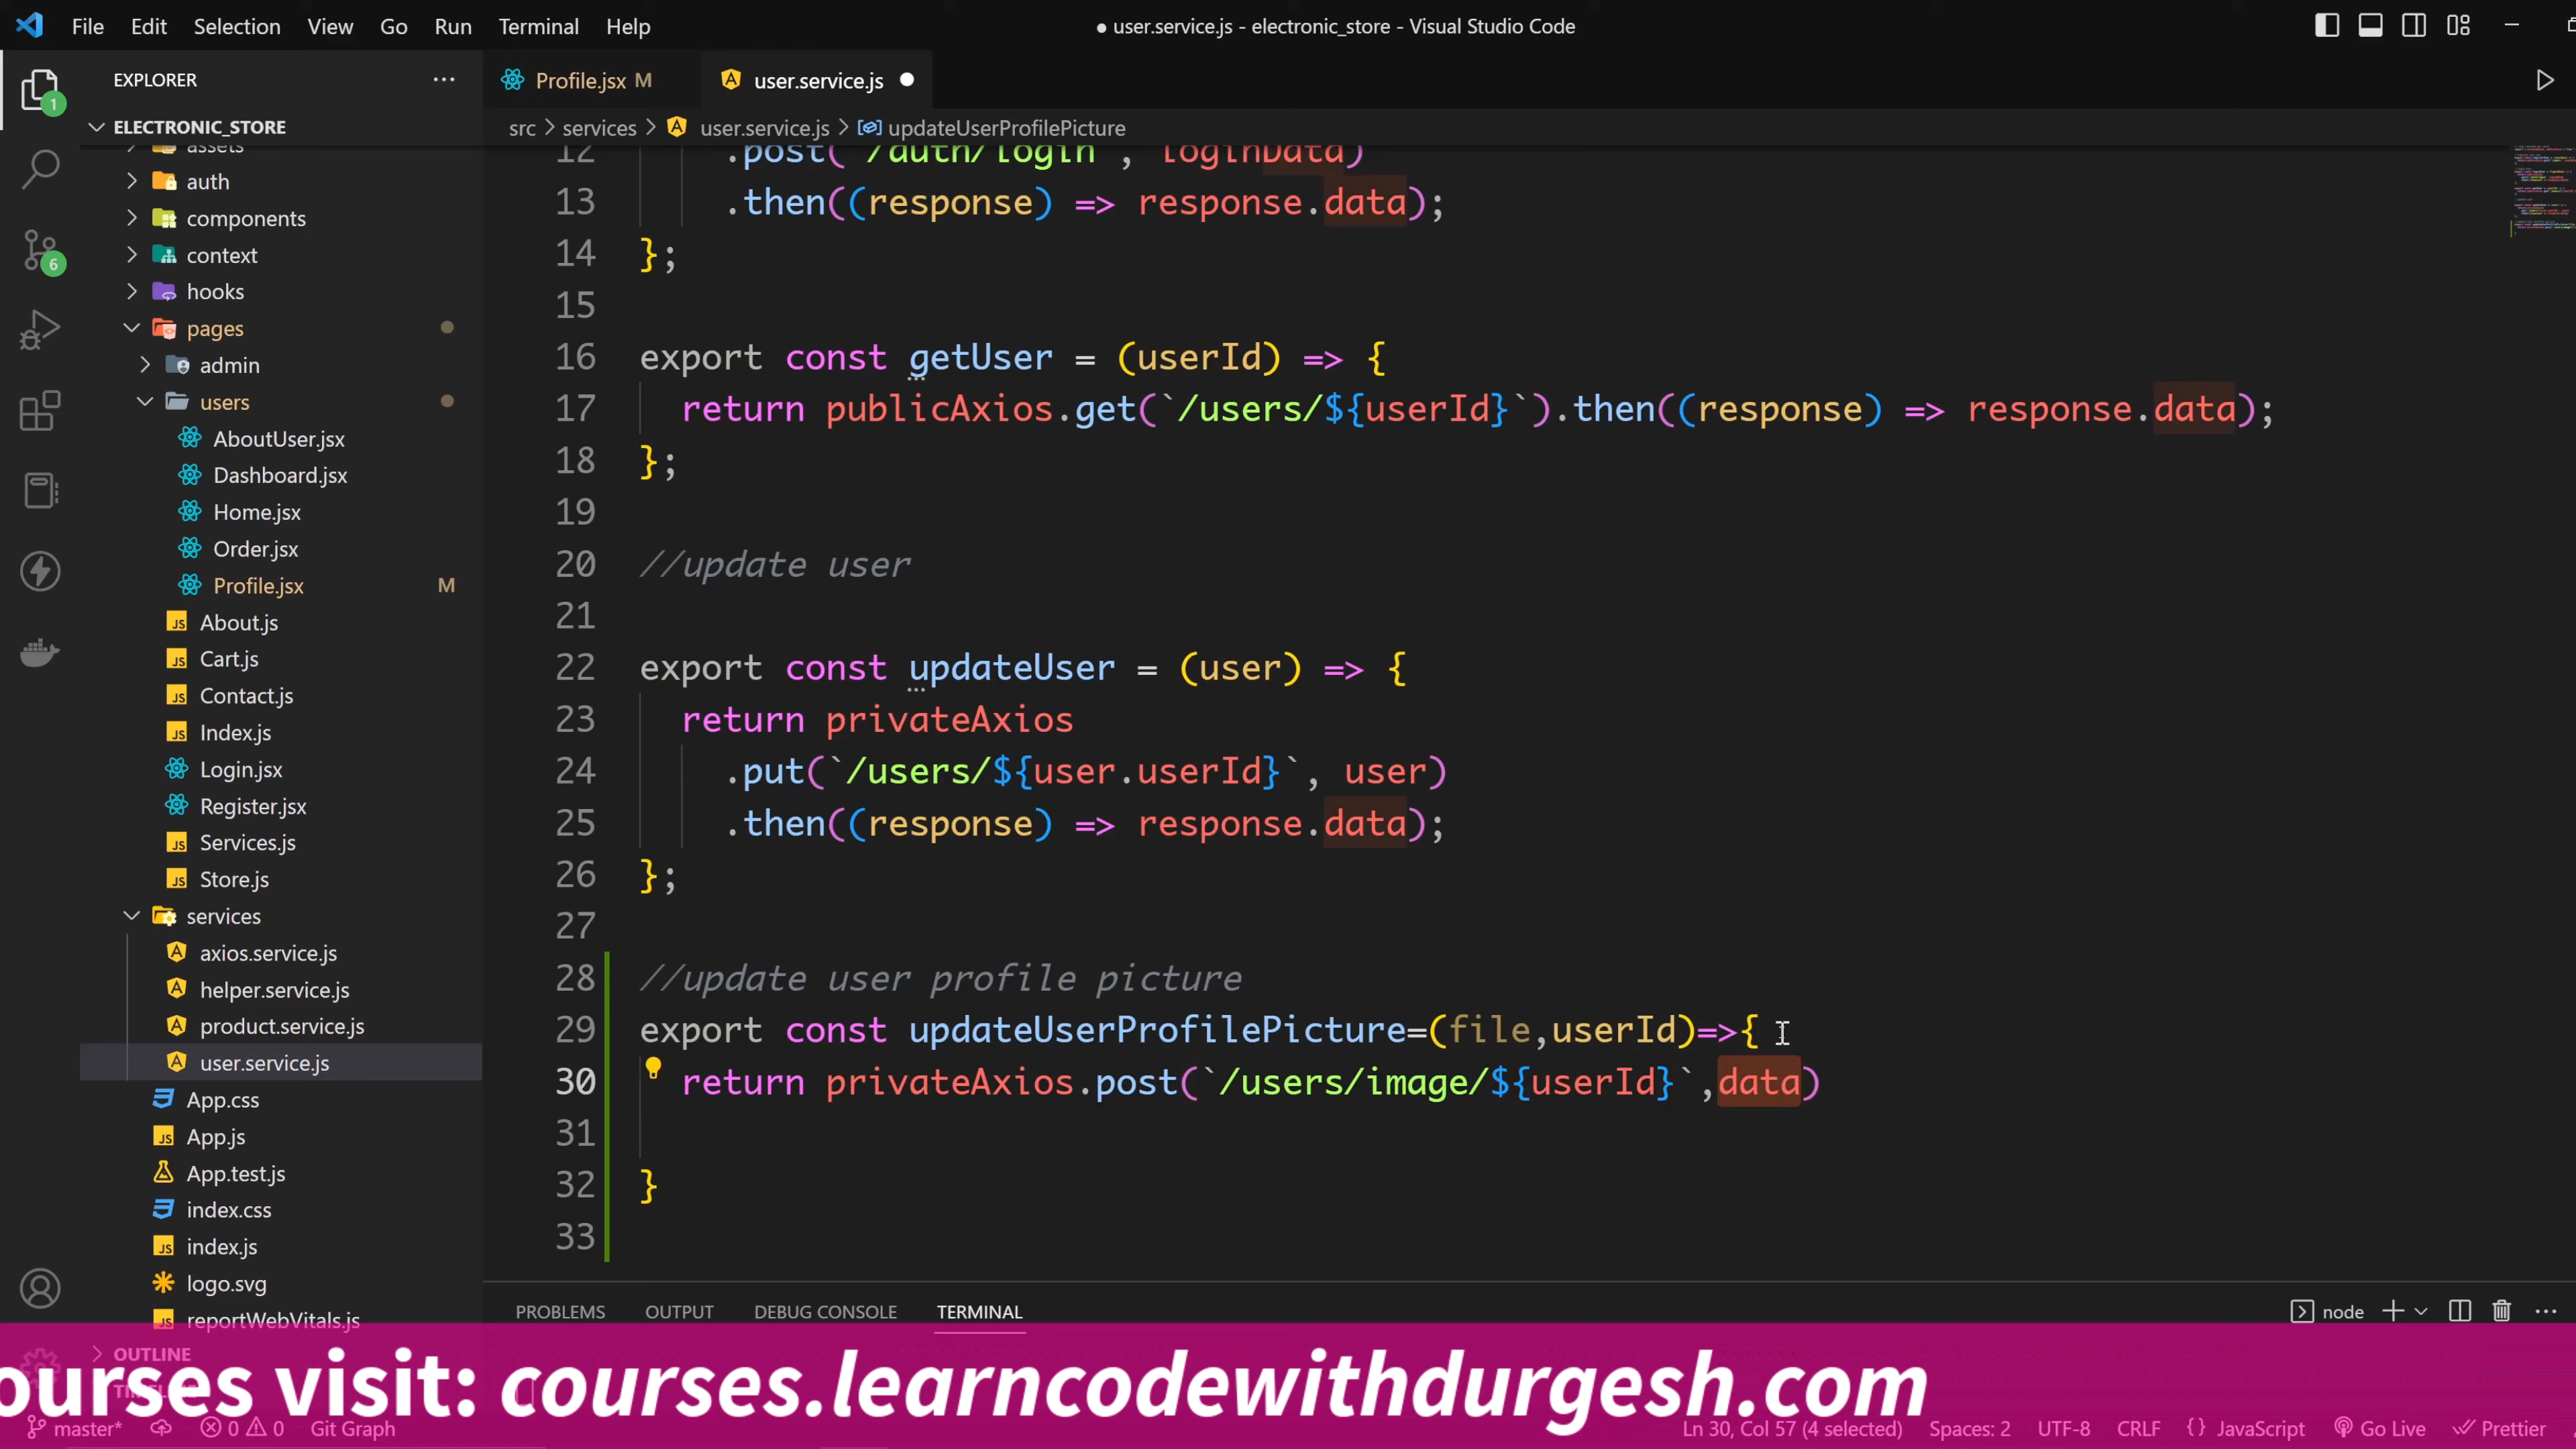 File Edit Selection View Go Run Terminal Help
● user.service.js - electronic_store - Visual Studio Code
EXPLORER ···
Profile.jsx M
user.service.js
ELECTRONIC_STORE
src > services > user.service.js > updateUserProfilePicture
assets
auth
components
context
hooks
pages
admin
users
AboutUser.jsx
Dashboard.jsx
Home.jsx
Order.jsx
Profile.jsx M
About.js
Cart.js
Contact.js
Index.js
Login.jsx
Register.jsx
Services.js
Store.js
services
axios.service.js
helper.service.js
product.service.js
user.service.js
App.css
App.js
App.test.js
index.css
index.js
logo.svg
reportWebVitals.js
OUTLINE
1
6
12 .post("/auth/login", loginData)
13 .then((response) => response.data);
14 };
15
16 export const getUser = (userId) => {
17 return publicAxios.get(`/users/${userId}`).then((response) => response.data);
18 };
19
20 //update user
21
22 export const updateUser = (user) => {
23 return privateAxios
24 .put(`/users/${user.userId}`, user)
25 .then((response) => response.data);
26 };
27
28 //update user profile picture
29 export const updateUserProfilePicture=(file,userId)=>{
30 return privateAxios.post(`/users/image/${userId}`,data)
31
32 }
33
PROBLEMS OUTPUT DEBUG CONSOLE TERMINAL
node
ourses visit: courses.learncodewithdurgesh.com
master* 0 0 Git Graph
Ln 30, Col 57 (4 selected) Spaces: 2 UTF-8 CRLF {} JavaScript Go Live Prettier